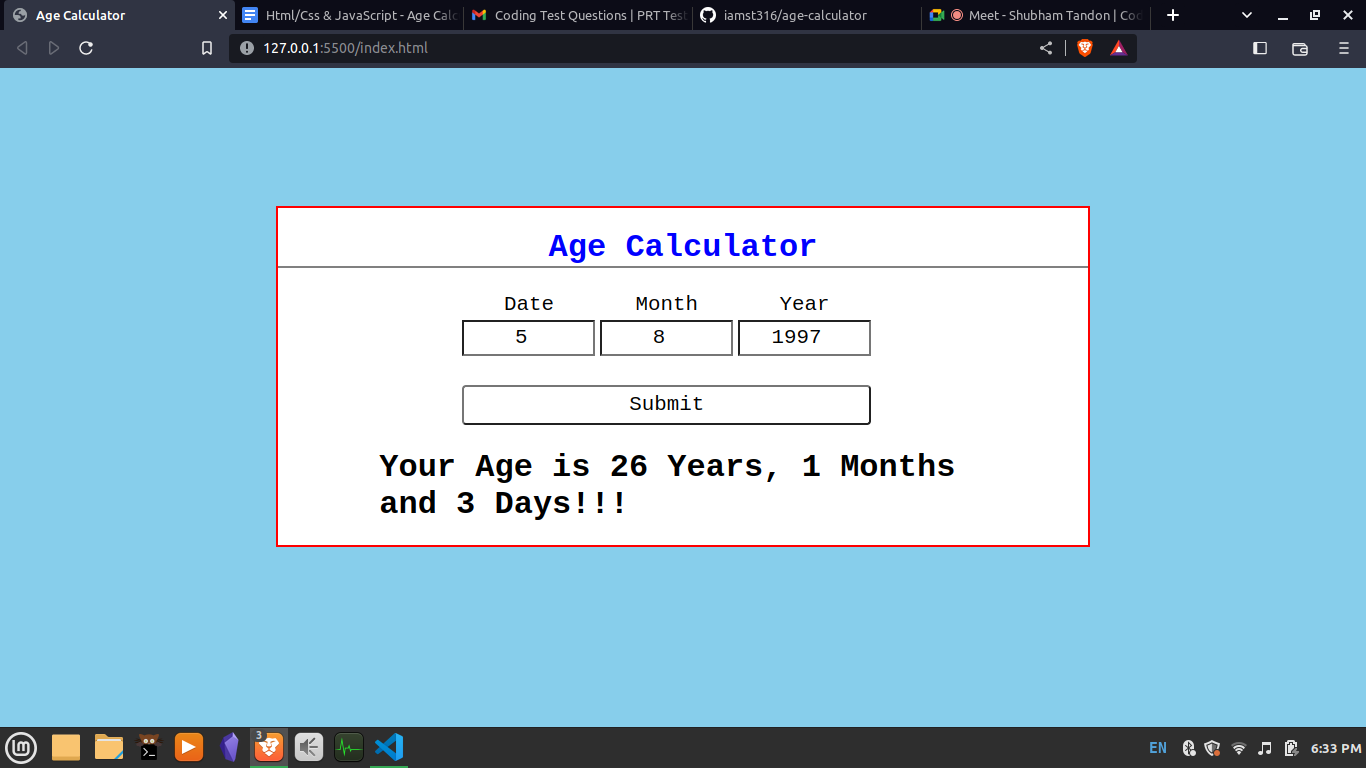 Age Calculator
Html/Css & JavaScript - Age Calc
Coding Test Questions | PRT Test
iamst316/age-calculator
Meet - Shubham Tandon | Cod
127.0.0.1:5500/index.html
Age Calculator
Date Month Year
5 8 1997
Submit
Your Age is 26 Years, 1 Months
and 3 Days!!!
3
EN 6:33 PM